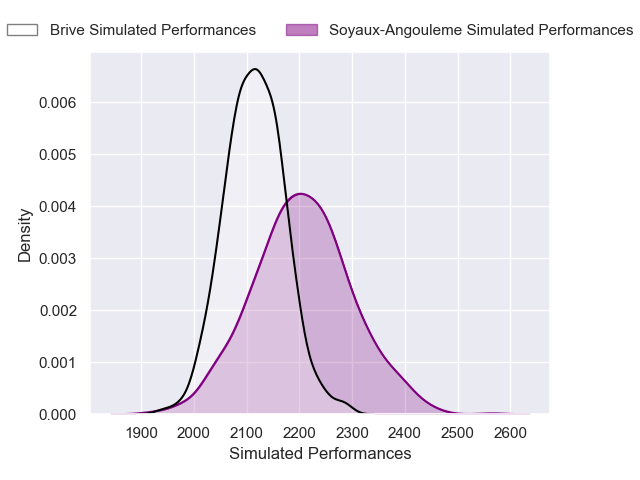 Brive Simulated Performances
Soyaux-Angouleme Simulated Performances
0.006
0.005
0.004
0.003
0.002
0.001
0.000
Density
1900 2000 2100 2200 2300 2400 2500 2600
Simulated Performances